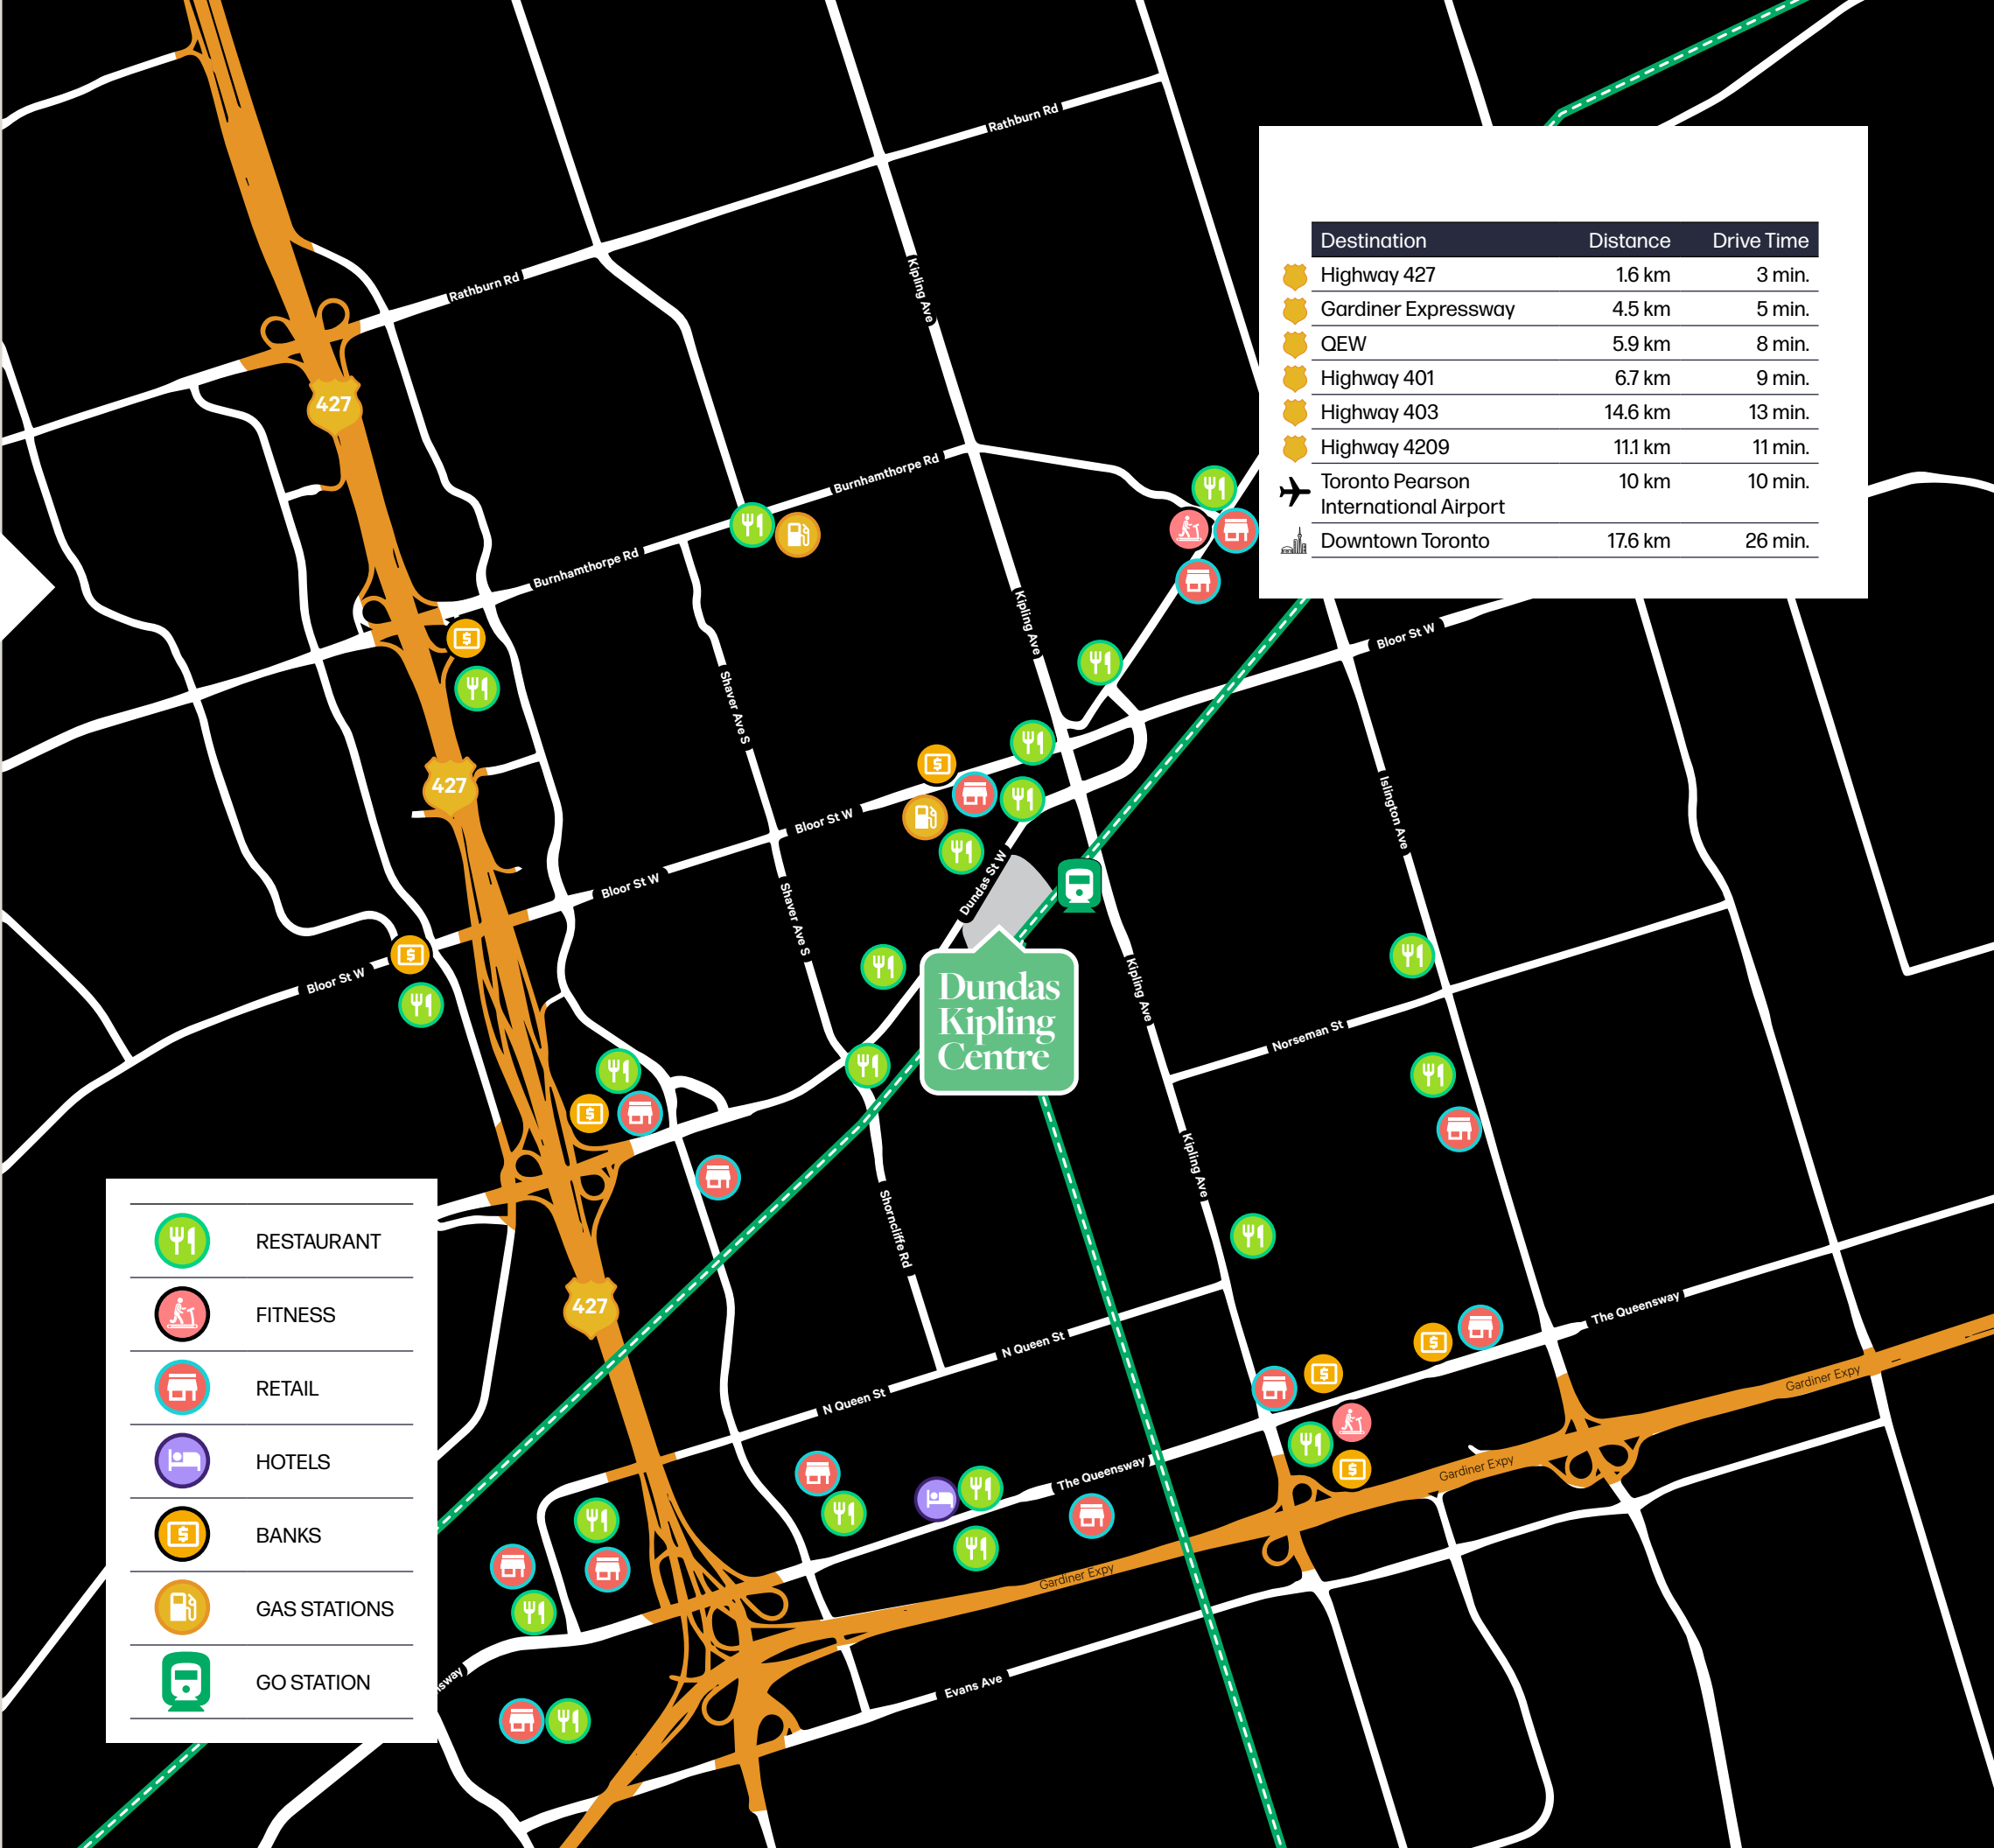 Rathburn Rd
Rathburn Rd
Kipling Ave
427
Destination Distance Drive Time
Highway 427 1.6 km 3 min.
Gardiner Expressway 4.5 km 5 min.
QEW 5.9 km 8 min.
Highway 401 6.7 km 9 min.
Highway 403 14.6 km 13 min.
Highway 4209 11.1 km 11 min.
Toronto Pearson 10 km 10 min.
International Airport
Downtown Toronto 17.6 km 26 min.
Burnhamthorpe Rd
Burnhamthorpe Rd
Kipling Ave
Bloor St W
Shaver Ave S
427
Bloor St W
Islington Ave
Bloor St W
Dundas St W
Shaver Ave S
Bloor St W
Kipling Ave
Dundas
Kipling
Centre
Norseman St
Kipling Ave
Shorncliffe Rd
427
The Queensway
N Queen St
N Queen St
Gardiner Expy
The Queensway
Gardiner Expy
Gardiner Expy
Evans Ave
nsway
RESTAURANT
FITNESS
RETAIL
HOTELS
BANKS
GAS STATIONS
GO STATION